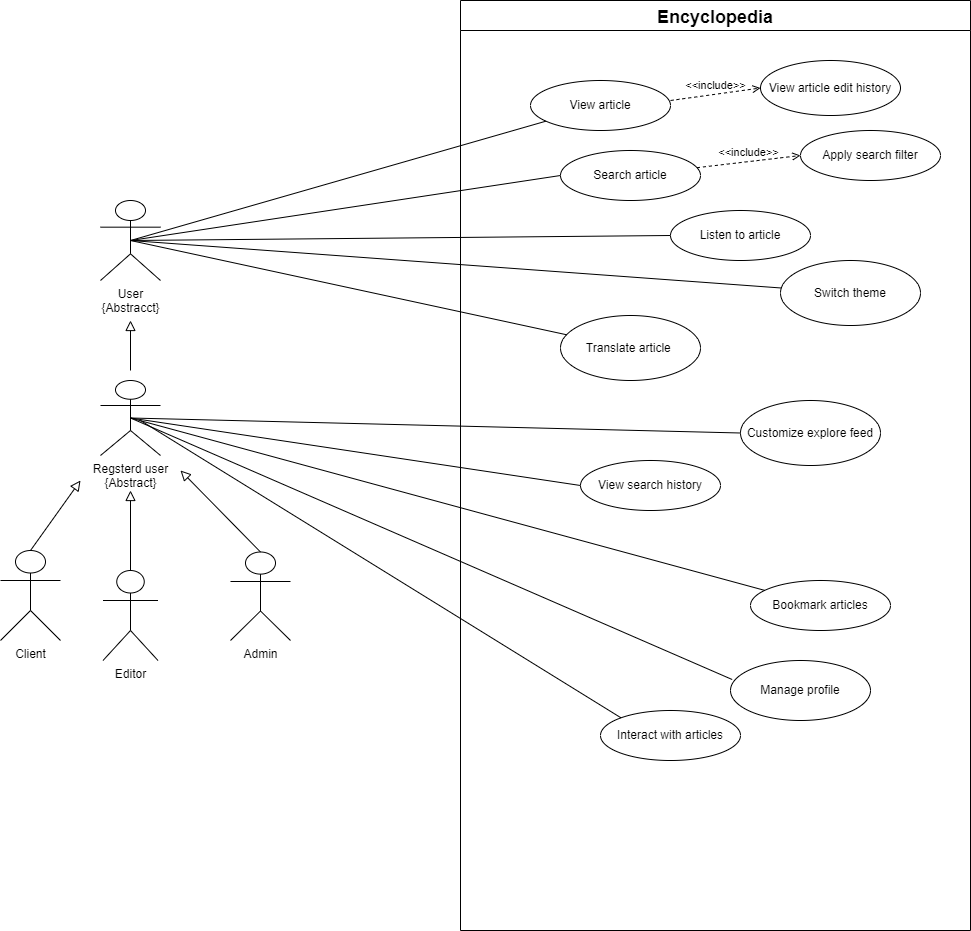 Encyclopedia
View article
<<include>>
View article edit history
Search article
<<include>>
Apply search filter
Listen to article
Switch theme
Translate article
User
{Abstracct}
Customize explore feed
View search history
Regsterd user
{Abstract}
Bookmark articles
Client
Editor
Admin
Manage profile
Interact with articles